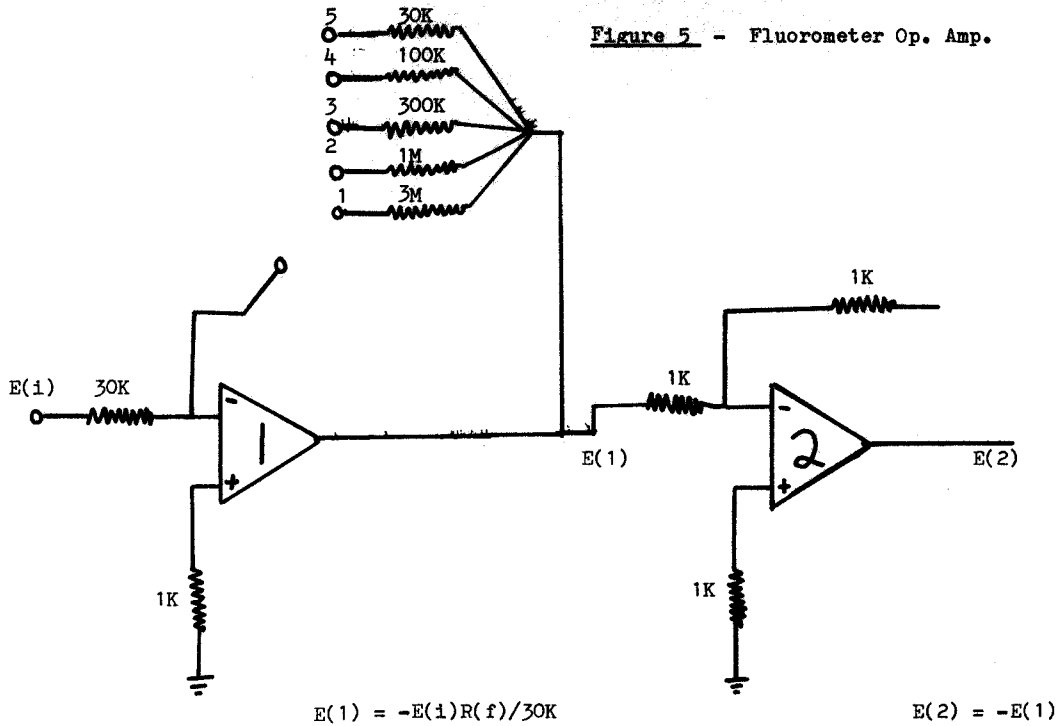 Figure 5 - Fluorometer Op. Amp.
5 30K
4 100K
3 300K
2 1M
1 3M
1K
E(i) 30K
1K
-
1
+
E(1)
-
2
+
E(2)
1K
1K
E(1) = -E(i)R(f)/30K
E(2) = -E(1)